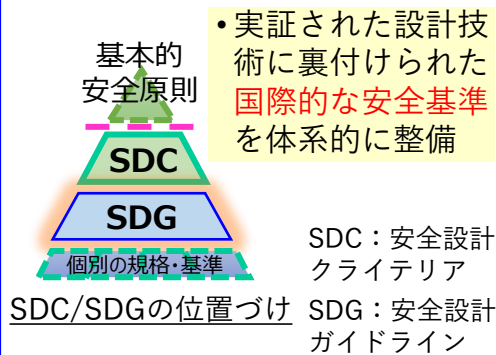 •実証された設計技
術に裏付けられた
国際的な安全基準
を体系的に整備
基本的
安全原則
SDC
SDG
個別の規格・基準
SDC/SDGの位置づけ
SDC：安全設計
クライテリア
SDG：安全設計
ガイドライン